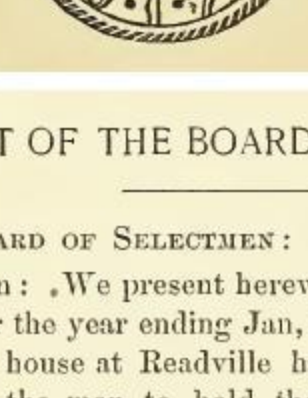 T OF THE BOARD
ARD OF SELECTMEN:
n: We present herew
the year ending Jan,
house at Readville h